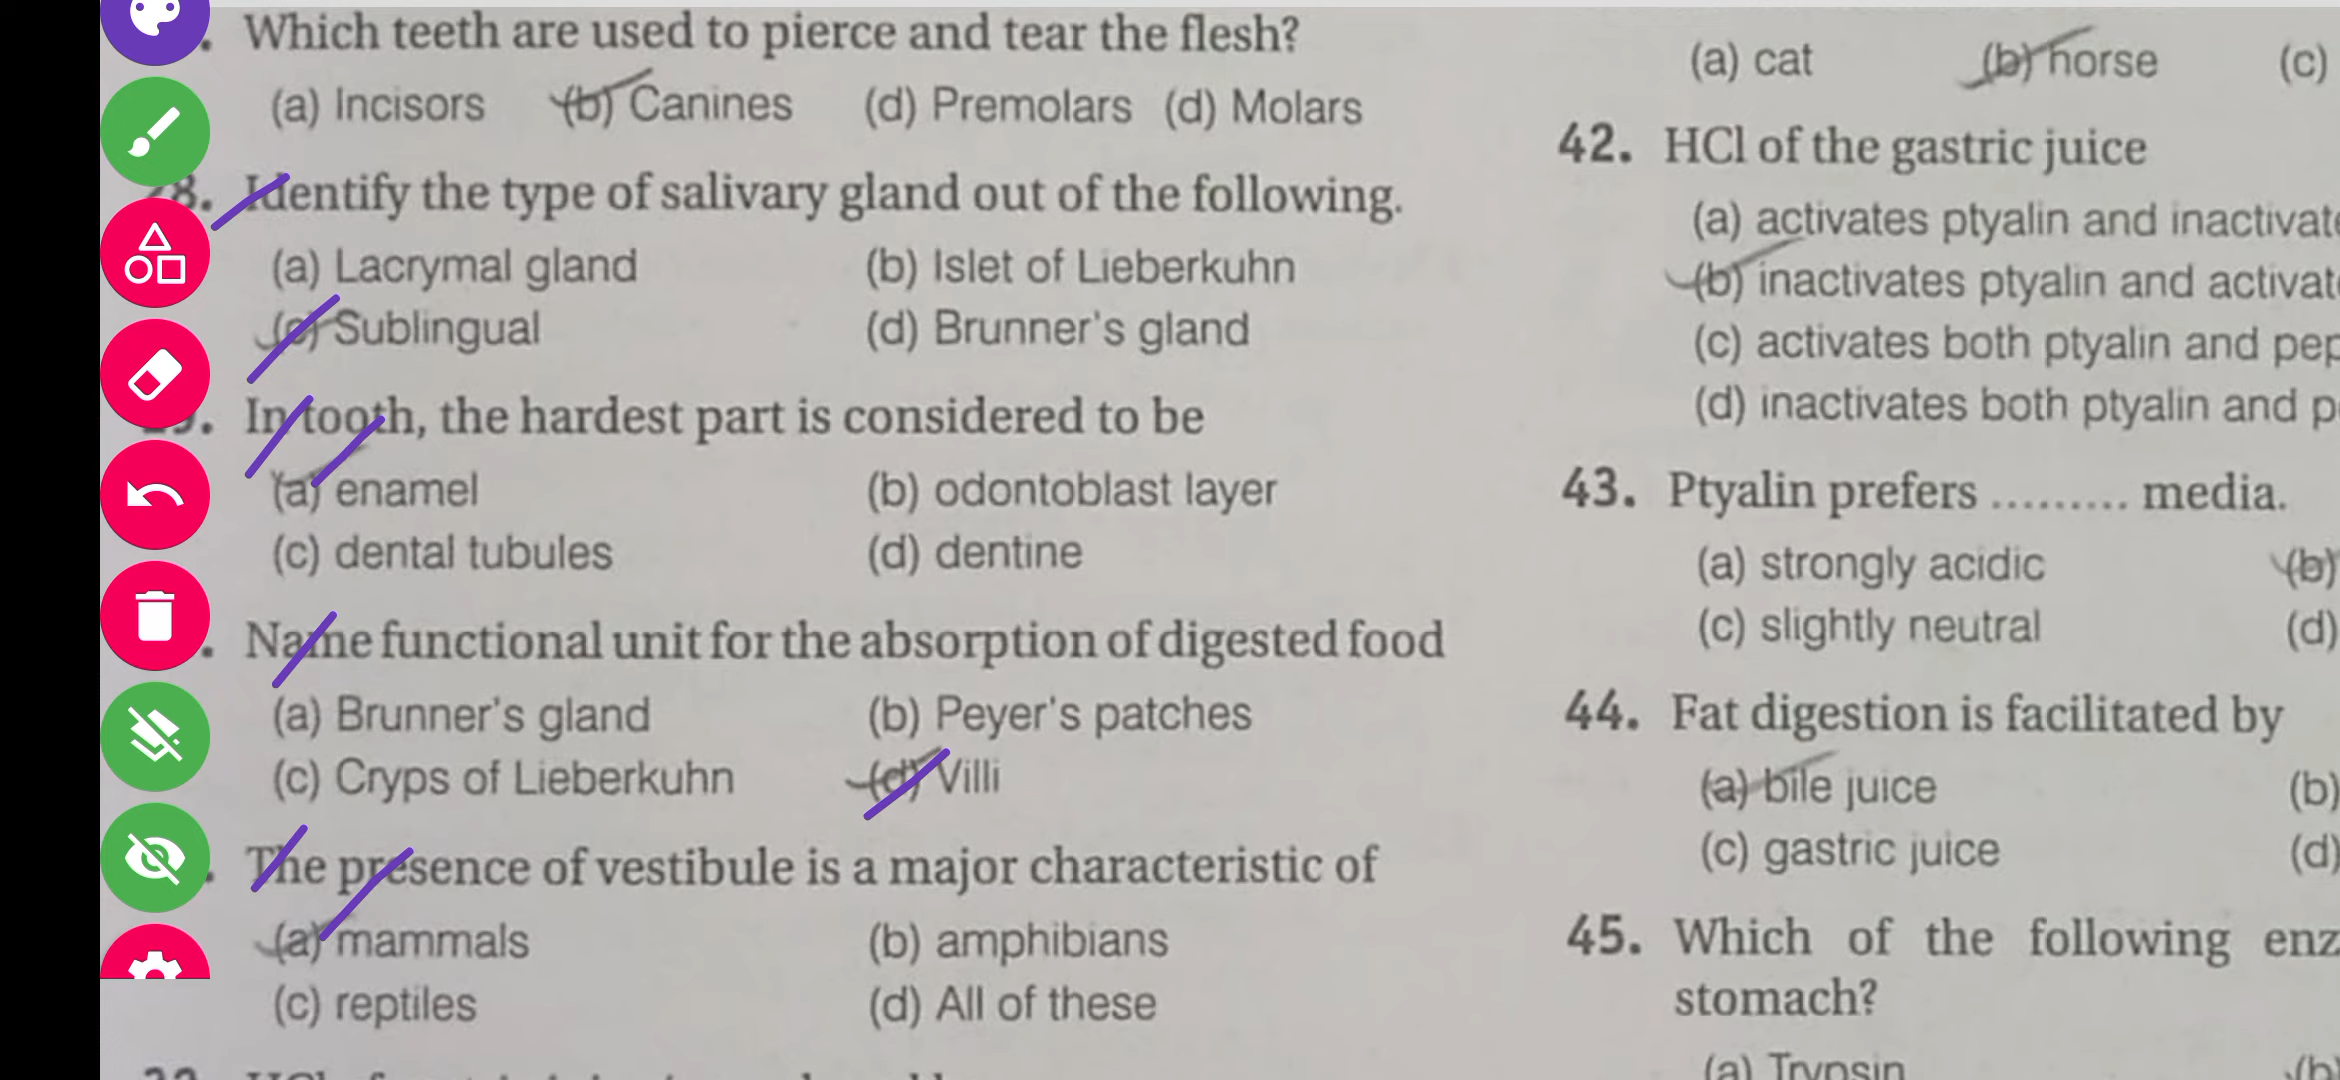 Which teeth are used to pierce and tear the flesh?
(a) Incisors (b) Canines (d) Premolars (d) Molars
28. Identify the type of salivary gland out of the following.
(a) Lacrymal gland (b) Islet of Lieberkuhn
(c) Sublingual (d) Brunner's gland
In tooth, the hardest part is considered to be
(a) enamel (b) odontoblast layer
(c) dental tubules (d) dentine
Name functional unit for the absorption of digested food
(a) Brunner's gland (b) Peyer's patches
(c) Cryps of Lieberkuhn (d) Villi
The presence of vestibule is a major characteristic of
(a) mammals (b) amphibians
(c) reptiles (d) All of these
(a) cat (b) horse (c)
42. HCl of the gastric juice
(a) activates ptyalin and inactivat
(b) inactivates ptyalin and activat
(c) activates both ptyalin and pep
(d) inactivates both ptyalin and p
43. Ptyalin prefers ......... media.
(a) strongly acidic (b)
(c) slightly neutral (d)
44. Fat digestion is facilitated by
(a) bile juice (b)
(c) gastric juice (d)
45. Which of the following enz
stomach?
(a) Trypsin (b)